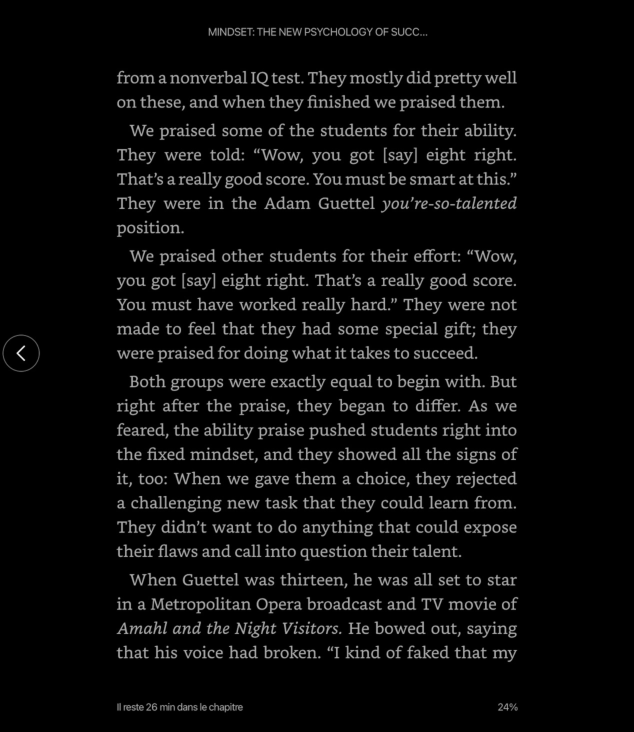 MINDSET: THE NEW PSYCHOLOGY OF SUCC...
from a nonverbal IQ test. They mostly did pretty well
on these, and when they finished we praised them.
We praised some of the students for their ability.
They were told: “Wow, you got [say] eight right.
That’s a really good score. You must be smart at this.”
They were in the Adam Guettel you’re-so-talented
position.
We praised other students for their effort: “Wow,
you got [say] eight right. That’s a really good score.
You must have worked really hard.” They were not
made to feel that they had some special gift; they
were praised for doing what it takes to succeed.
Both groups were exactly equal to begin with. But
right after the praise, they began to differ. As we
feared, the ability praise pushed students right into
the fixed mindset, and they showed all the signs of
it, too: When we gave them a choice, they rejected
a challenging new task that they could learn from.
They didn’t want to do anything that could expose
their flaws and call into question their talent.
When Guettel was thirteen, he was all set to star
in a Metropolitan Opera broadcast and TV movie of
Amahl and the Night Visitors. He bowed out, saying
that his voice had broken. “I kind of faked that my
Il reste 26 min dans le chapitre
24%